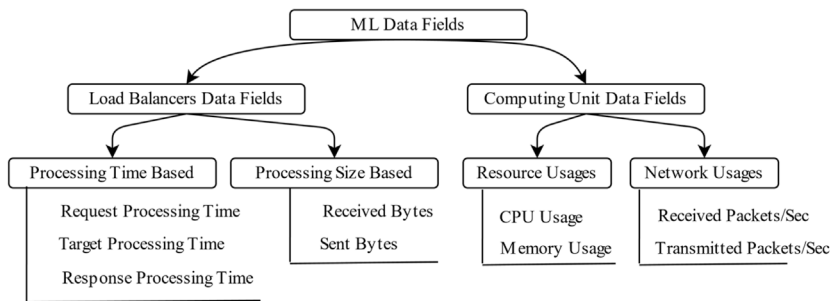 ML Data Fields
Load Balancers Data Fields
Computing Unit Data Fields
Processing Time Based
Processing Size Based
Resource Usages
Network Usages
Request Processing Time
Target Processing Time
Response Processing Time
Received Bytes
Sent Bytes
CPU Usage
Memory Usage
Received Packets/Sec
Transmitted Packets/Sec